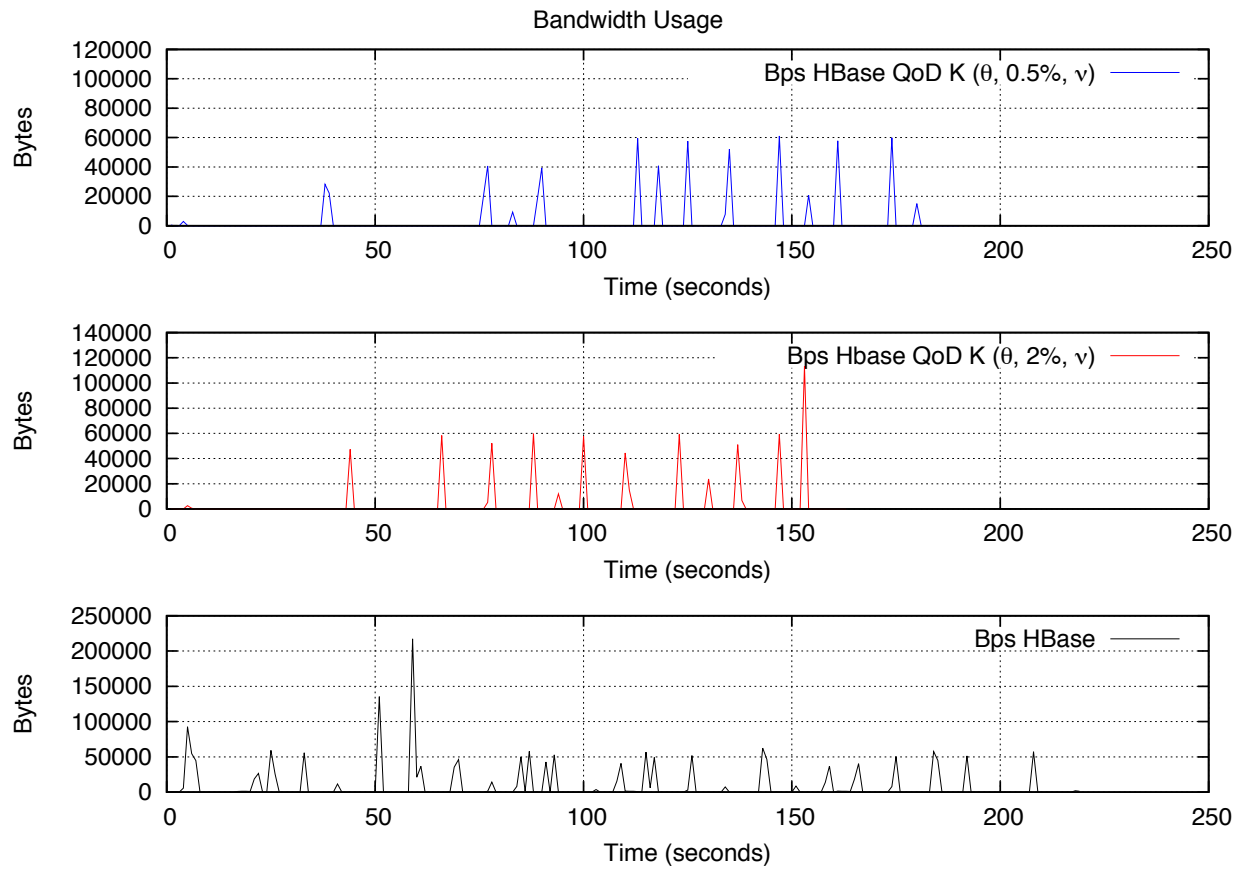 Bandwidth Usage
120000
100000
80000
60000
40000
20000
0
Bytes
Bps HBase QoD K (θ, 0.5%, ν)
0 50 100 150 200 250
Time (seconds)
140000
120000
100000
80000
60000
40000
20000
0
Bytes
Bps Hbase QoD K (θ, 2%, ν)
0 50 100 150 200 250
Time (seconds)
250000
200000
150000
100000
50000
0
Bytes
Bps HBase
0 50 100 150 200 250
Time (seconds)